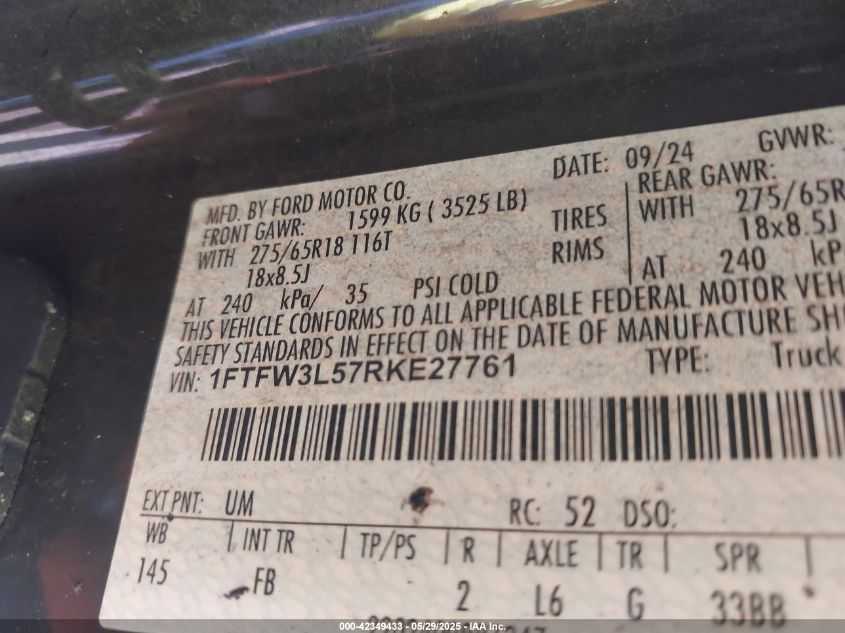 DATE: 09/24 GVWR:
MFD. BY FORD MOTOR CO.
FRONT GAWR: 1599 KG ( 3525 LB) REAR GAWR:
WITH 275/65R18 116T TIRES WITH 275/65R
18x8.5J RIMS 18x8.5J
AT 240 kPa/ 35 PSI COLD AT 240 kP
THIS VEHICLE CONFORMS TO ALL APPLICABLE FEDERAL MOTOR VEH
SAFETY STANDARDS IN EFFECT ON THE DATE OF MANUFACTURE SH
VIN: 1FTFW3L57RKE27761 TYPE: Truck
EXT PNT: UM RC: 52 DSO:
WB INT TR TP/PS R AXLE TR SPR
145 FB 2 L6 G 33BB
000-42349433 - 05/29/2025 - IAA Inc.